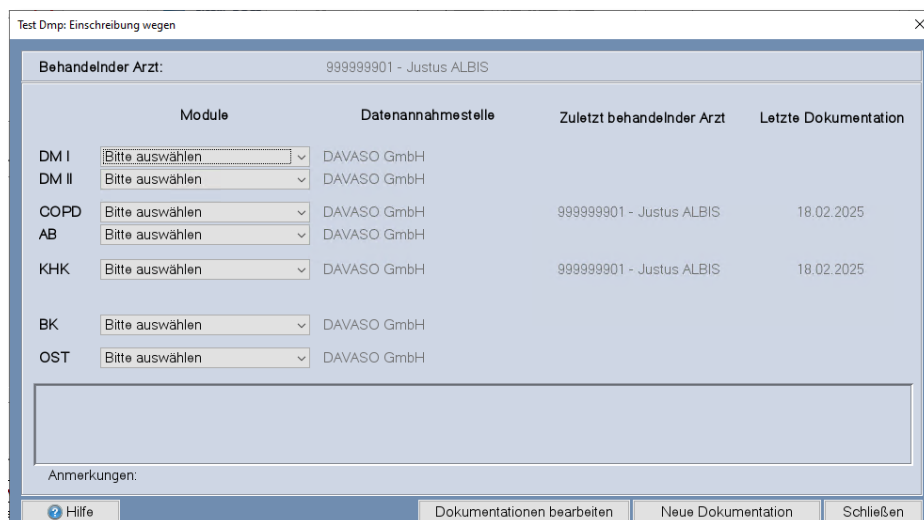 Test Dmp: Einschreibung wegen
Behandelnder Arzt: 999999901 - Justus ALBIS
Module Datenannahmestelle Zuletzt behandelnder Arzt Letzte Dokumentation
DM I Bitte auswählen DAVASO GmbH
DM II Bitte auswählen DAVASO GmbH
COPD Bitte auswählen DAVASO GmbH 999999901 - Justus ALBIS 18.02.2025
AB Bitte auswählen DAVASO GmbH
KHK Bitte auswählen DAVASO GmbH 999999901 - Justus ALBIS 18.02.2025
BK Bitte auswählen DAVASO GmbH
OST Bitte auswählen DAVASO GmbH
Anmerkungen:
Hilfe Dokumentationen bearbeiten Neue Dokumentation Schließen